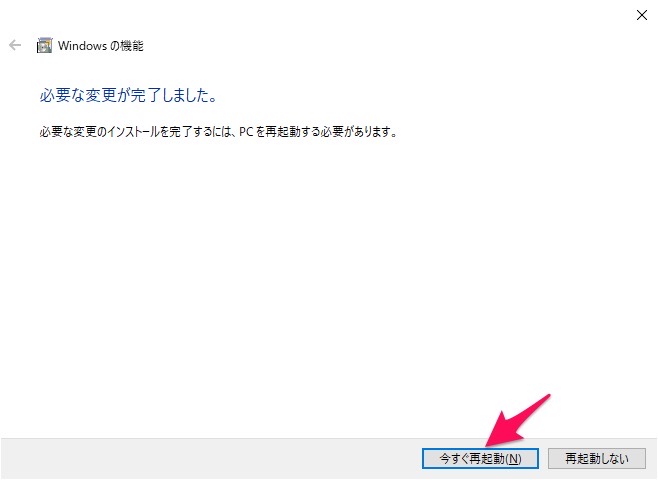 Windows の機能
必要な変更が完了しました。
必要な変更のインストールを完了するには、PC を再起動する必要があります。
今すぐ再起動(N)
再起動しない